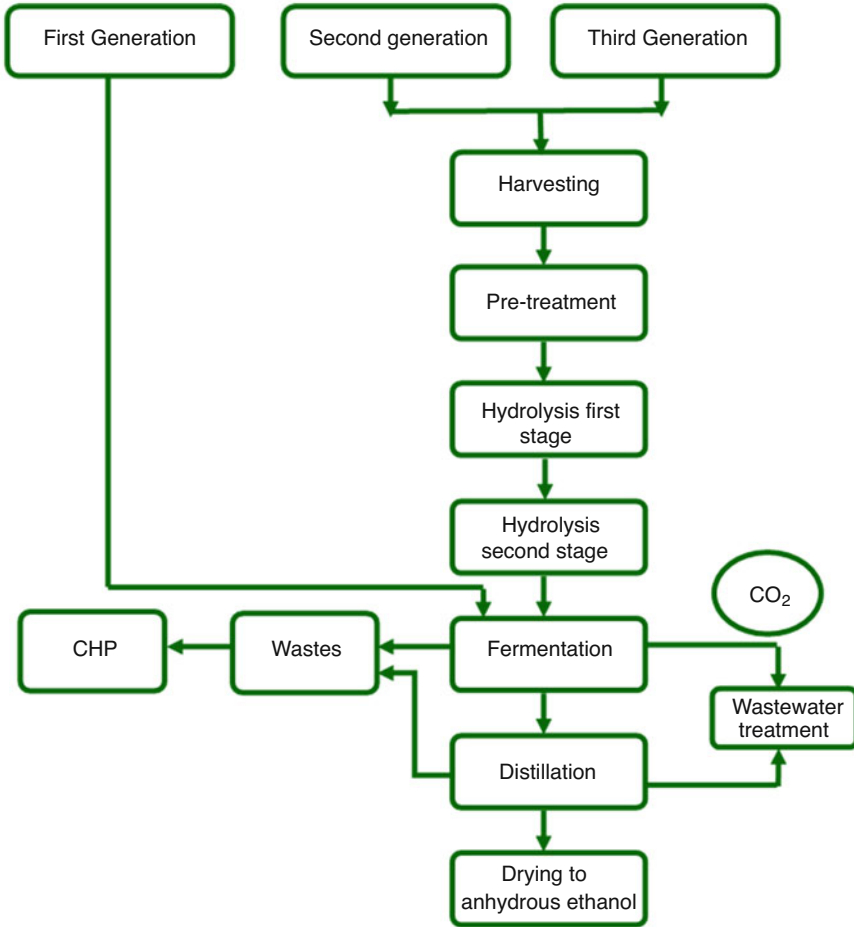 First Generation
Second generation
Third Generation
Harvesting
Pre-treatment
Hydrolysis first
stage
Hydrolysis
second stage
CO₂
CHP
Wastes
Fermentation
Wastewater
treatment
Distillation
Drying to
anhydrous ethanol